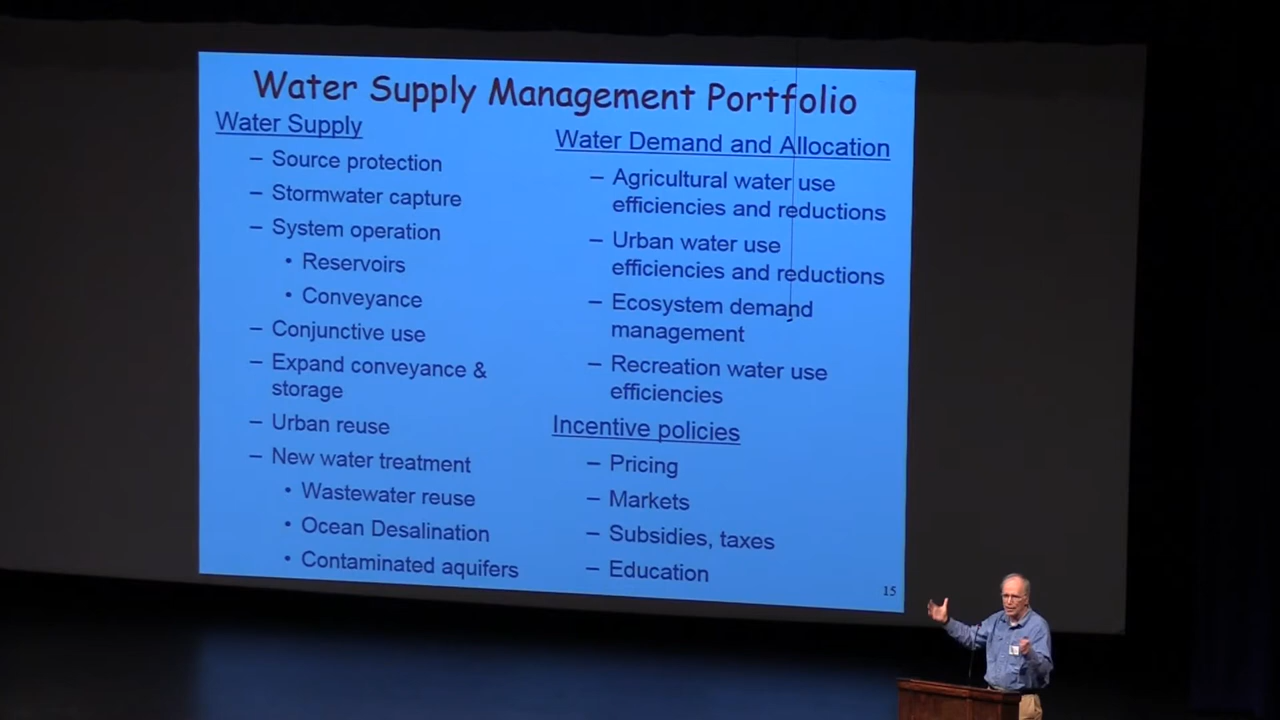 Water Supply Management Portfolio
Water Supply
– Source protection
– Stormwater capture
– System operation
• Reservoirs
• Conveyance
– Conjunctive use
– Expand conveyance &
storage
– Urban reuse
– New water treatment
• Wastewater reuse
• Ocean Desalination
• Contaminated aquifers
Water Demand and Allocation
– Agricultural water use
efficiencies and reductions
– Urban water use
efficiencies and reductions
– Ecosystem demand
management
– Recreation water use
efficiencies
Incentive policies
– Pricing
– Markets
– Subsidies, taxes
– Education
15